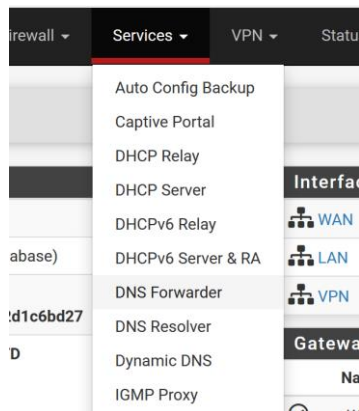 irewall Services VPN Statu
Auto Config Backup
Captive Portal
DHCP Relay
DHCP Server
Interfac
DHCPv6 Relay
WAN
abase)
DHCPv6 Server & RA
LAN
DNS Forwarder
VPN
d1c6bd27
DNS Resolver
Gatewa
Dynamic DNS
Na
IGMP Proxy